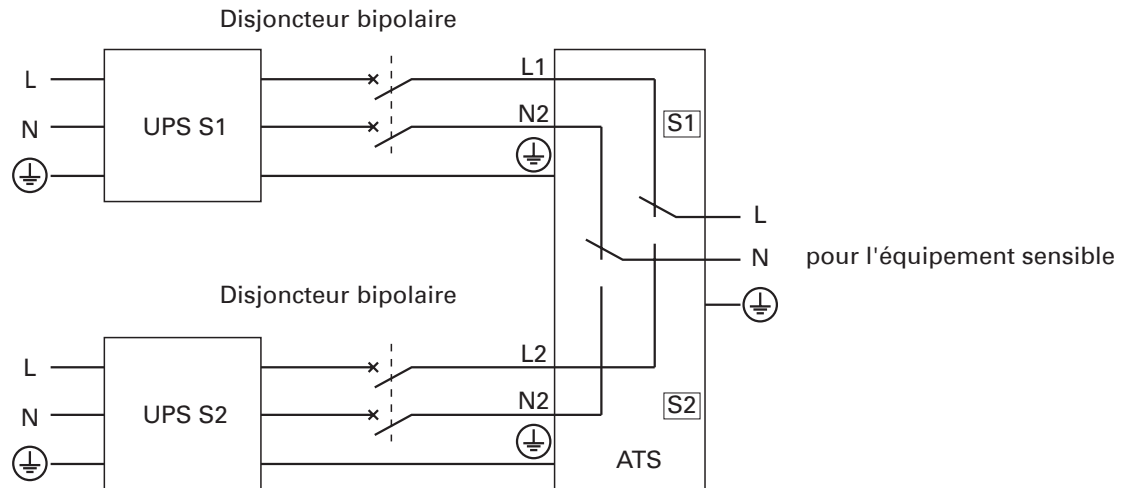 Disjoncteur bipolaire
L
L1
UPS S1
N
N2
S1
L
N
pour l'équipement sensible
Disjoncteur bipolaire
L
L2
UPS S2
N
N2
S2
ATS